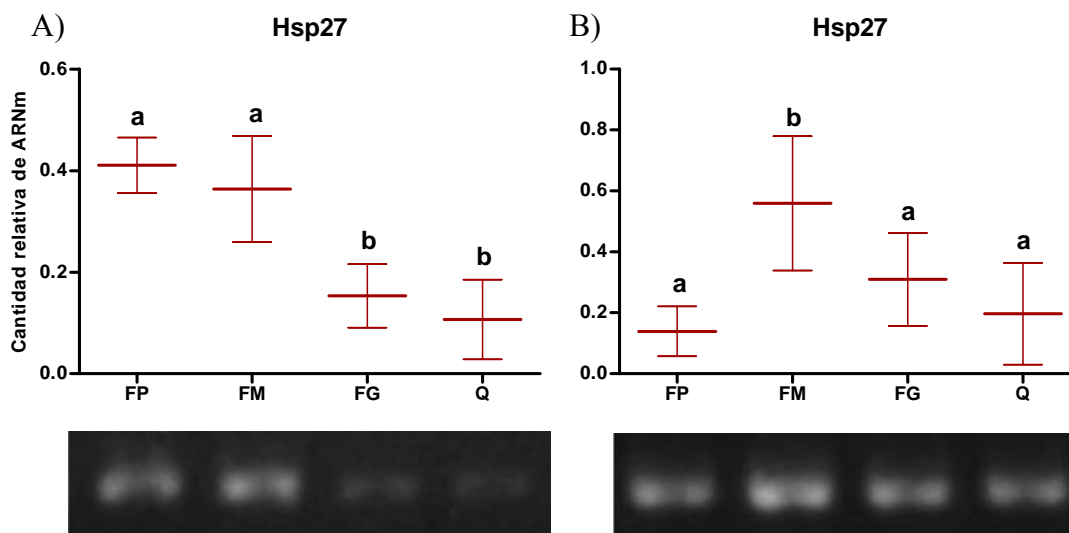 A)
Hsp27
Cantidad relativa de ARNm
0.6
0.4
0.2
0.0
a
a
b
b
FP FM FG Q
B)
Hsp27
1.0
0.8
0.6
0.4
0.2
0.0
a
b
a
a
FP FM FG Q